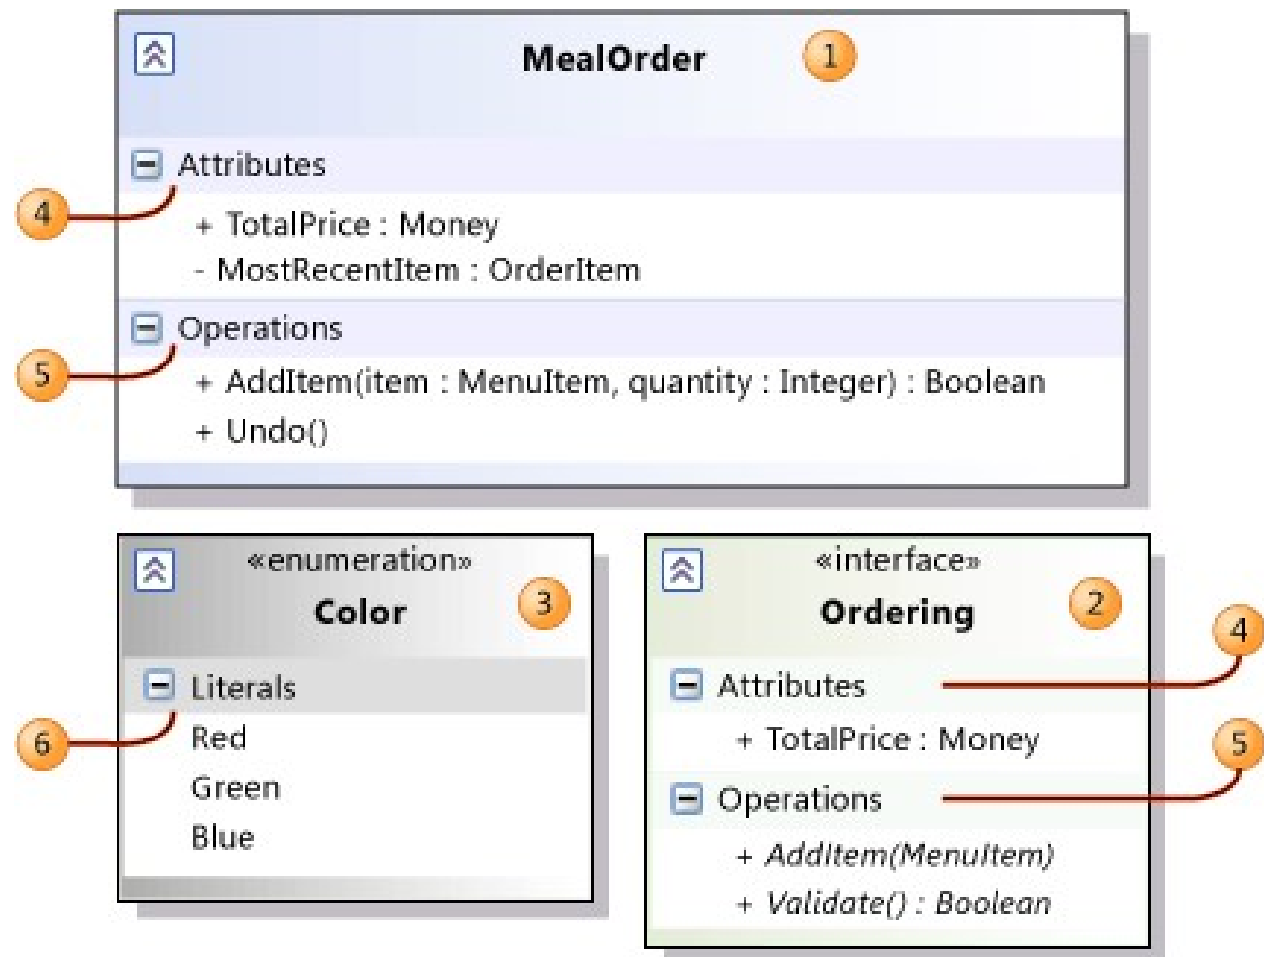 MealOrder 1
Attributes
4
+ TotalPrice : Money
- MostRecentItem : OrderItem
Operations
5
+ AddItem(item : MenuItem, quantity : Integer) : Boolean
+ Undo()
«enumeration»
Color 3
Literals
6
Red
Green
Blue
«interface»
Ordering 2
4
Attributes
+ TotalPrice : Money
5
Operations
+ AddItem(MenuItem)
+ Validate() : Boolean